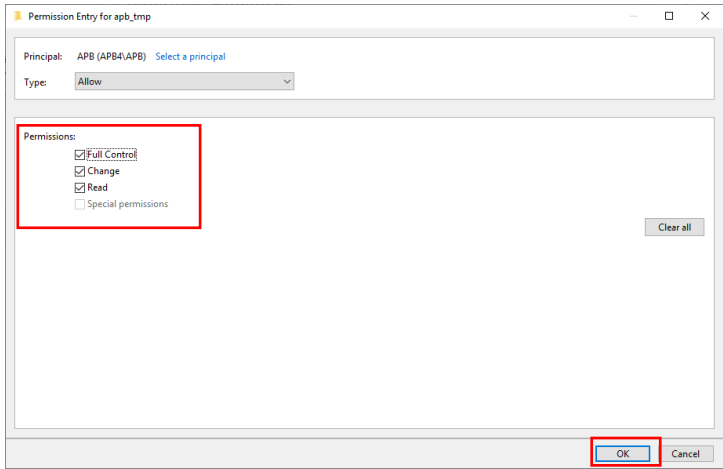 Permission Entry for apb_tmp
Principal: APB (APB4\APB) Select a principal
Type: Allow
Permissions:
Full Control
Change
Read
Special permissions
Clear all
OK Cancel